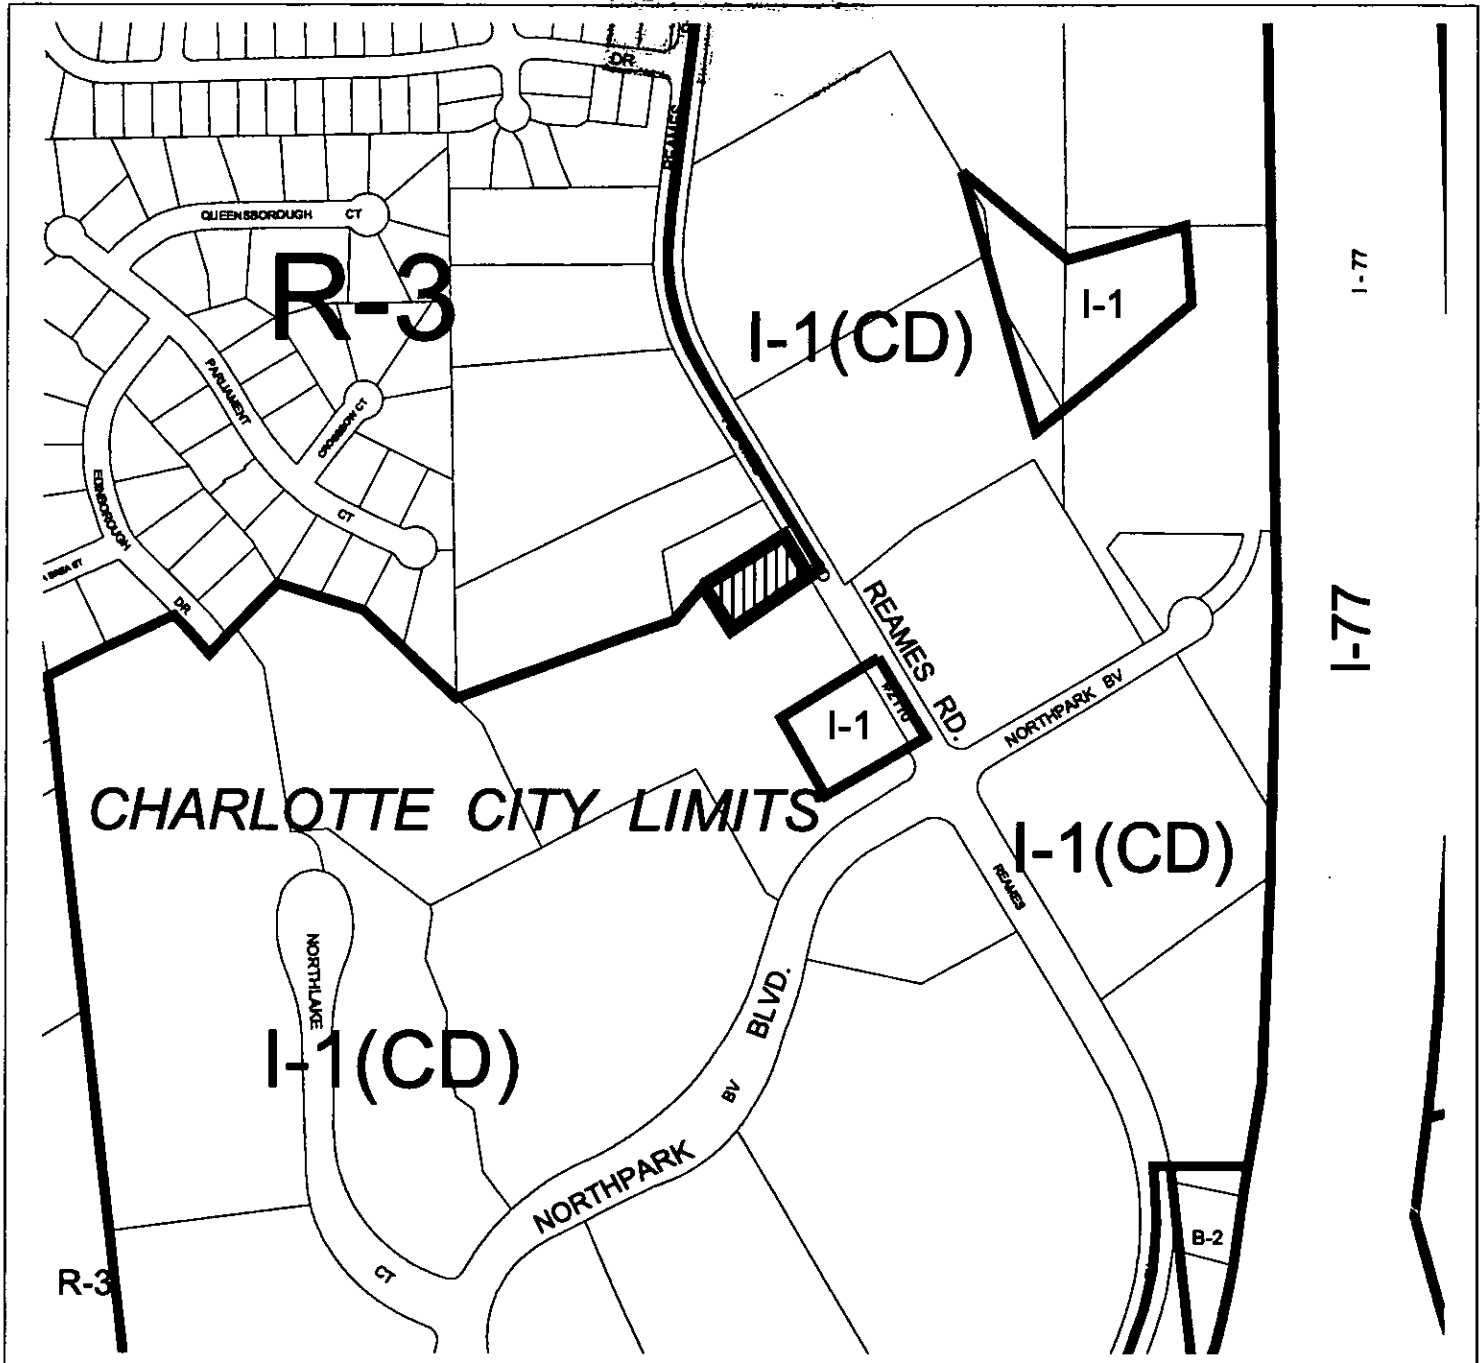 DR
REAMES
QUEENSBOROUGH CT
R-3
I-1(CD)
I-1
I - 77
PARLIAMENT
CROSSBOW CT
EDINBOROUGH
CT
DR
REAMES RD.
I-77
NORTHPARK BV
I-1
CHARLOTTE CITY LIMITS
I-1(CD)
REAMES
NORTHLAKE
BLVD.
I-1(CD)
BV
NORTHPARK
B-2
CT
R-3